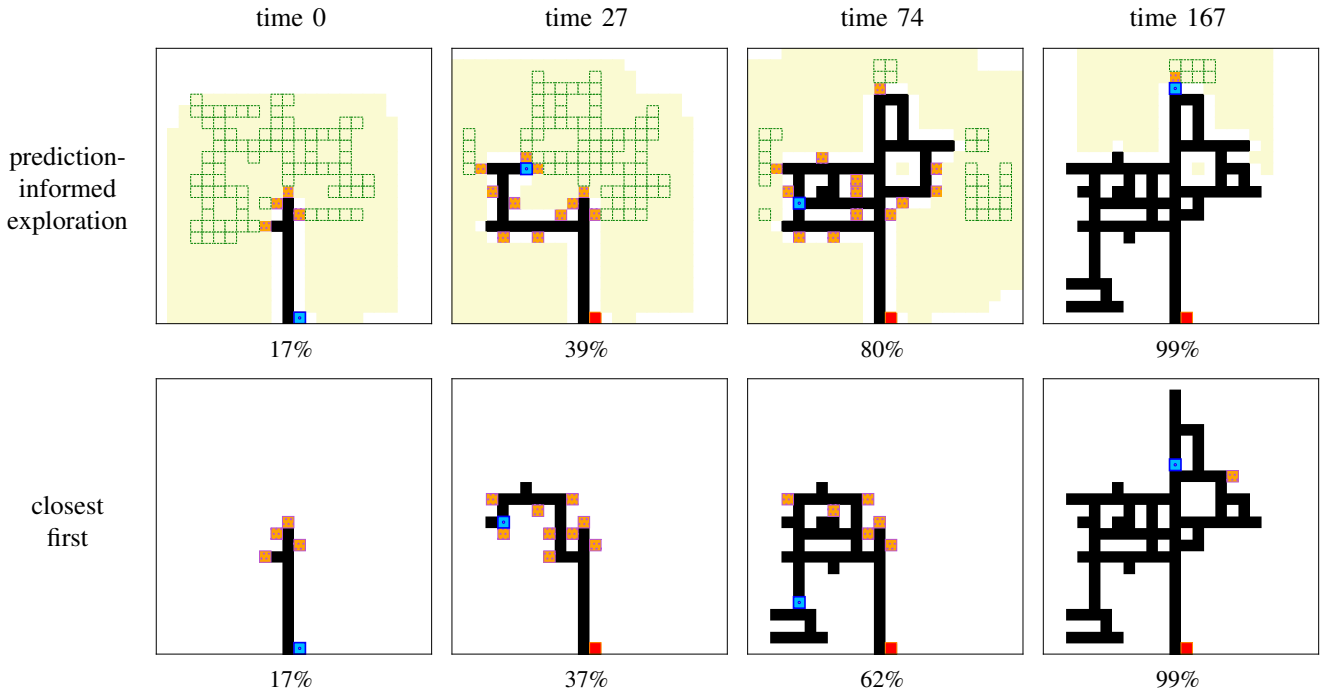 time 0
time 27
time 74
time 167
prediction-
informed
exploration
17%
39%
80%
99%
closest
first
17%
37%
62%
99%